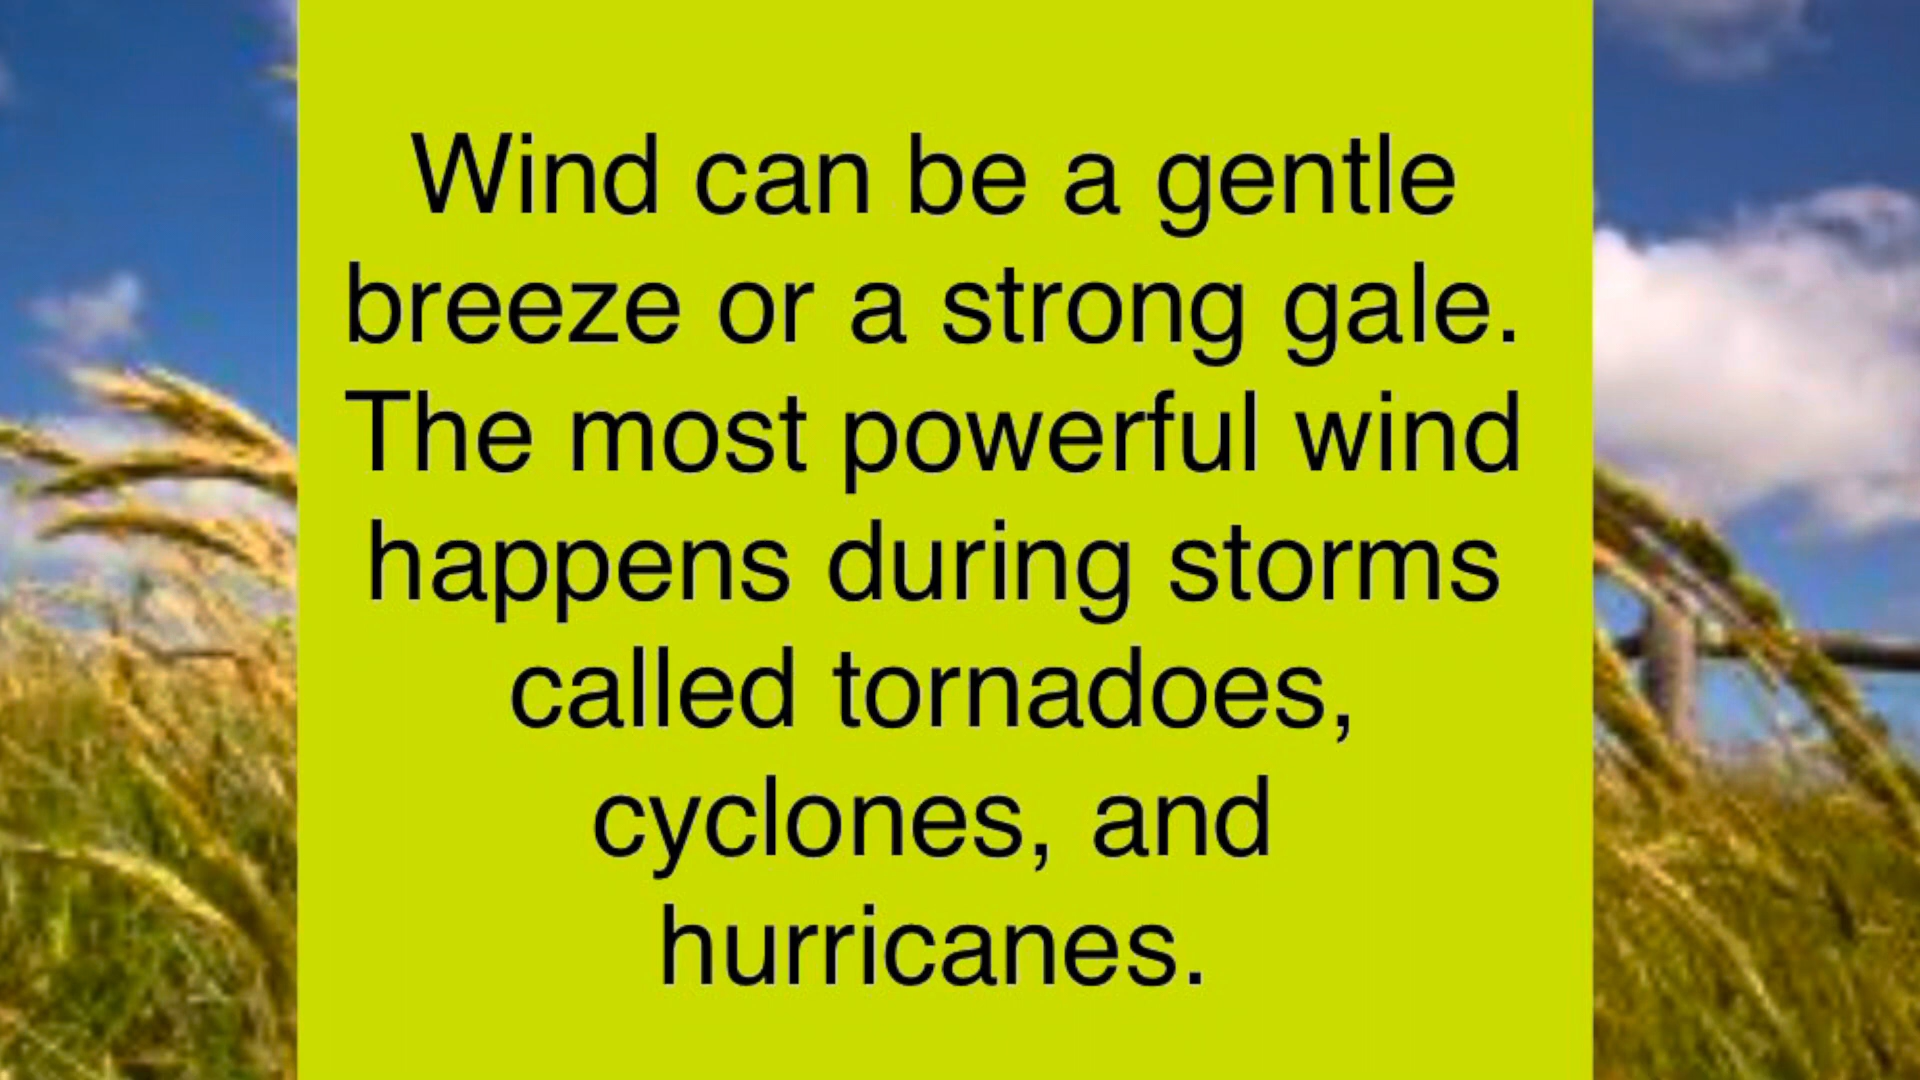 Wind can be a gentle
breeze or a strong gale.
The most powerful wind
happens during storms
called tornadoes,
cyclones, and
hurricanes.